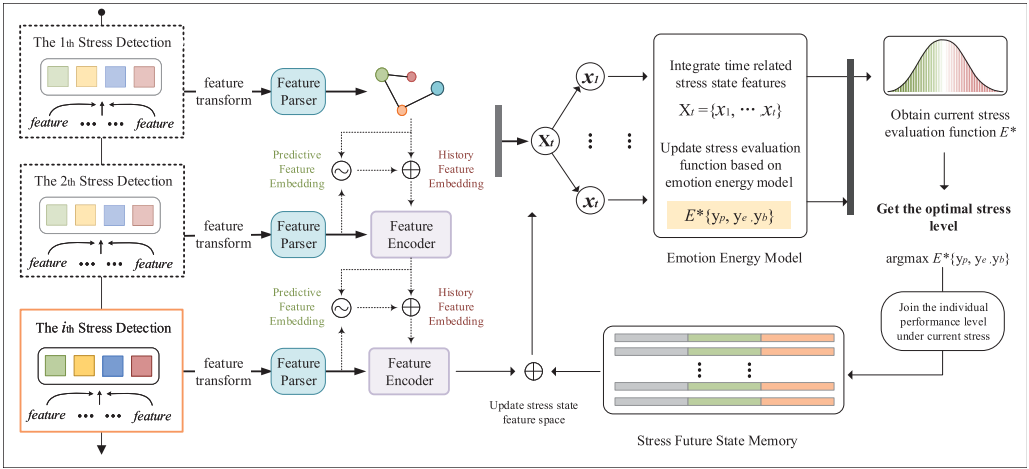 The 1th Stress Detection
feature ... ... feature
feature
transform
Feature
Parser
Predictive
Feature
Embedding
History
Feature
Embedding
The 2th Stress Detection
feature ... ... feature
feature
transform
Feature
Parser
Feature
Encoder
Predictive
Feature
Embedding
History
Feature
Embedding
The ith Stress Detection
feature ... ... feature
feature
transform
Feature
Parser
Feature
Encoder
Xt
x1
... ...
xt
Integrate time related
stress state features
Xt ={x1, ··· ,xt}
Update stress evaluation
function based on
emotion energy model
E*{yp, ye ,yb}
Emotion Energy Model
Obtain current stress
evaluation function E*
Get the optimal stress
level
argmax E*{yp, ye ,yb}
Join the individual
performance level
under current stress
Update stress state
feature space
Stress Future State Memory